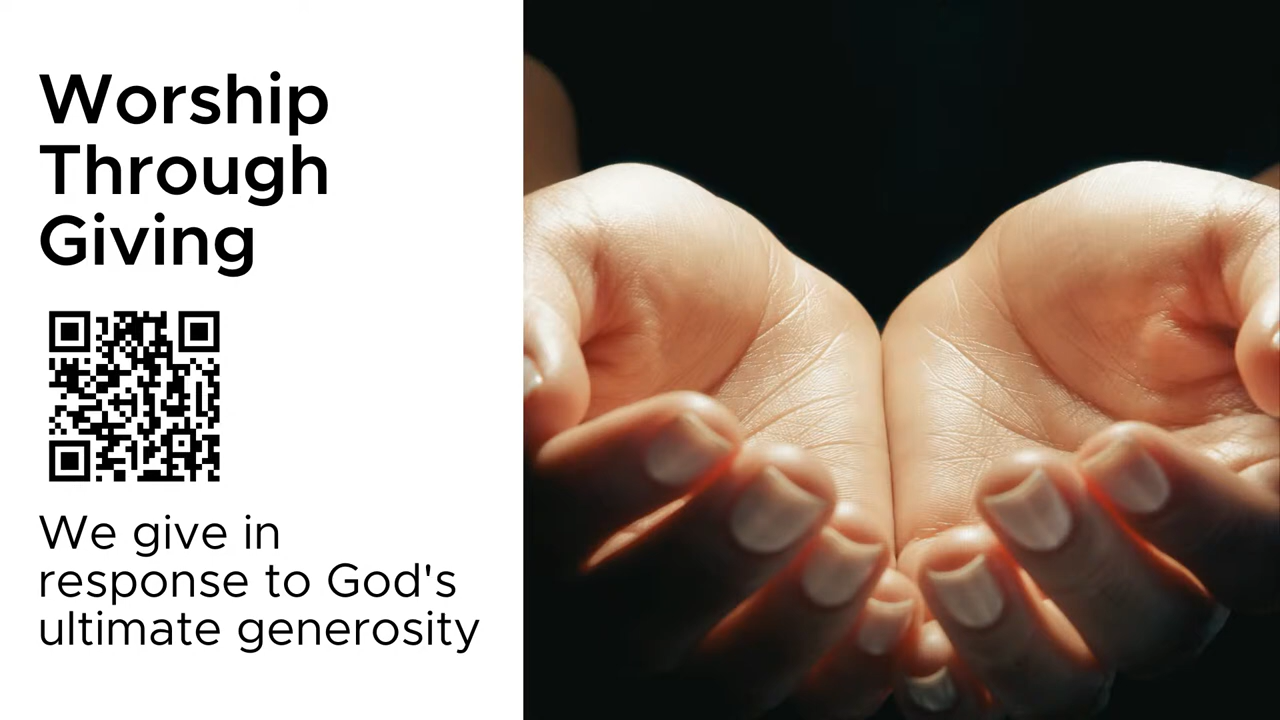 Worship
Through
Giving
We give in
response to God's
ultimate generosity